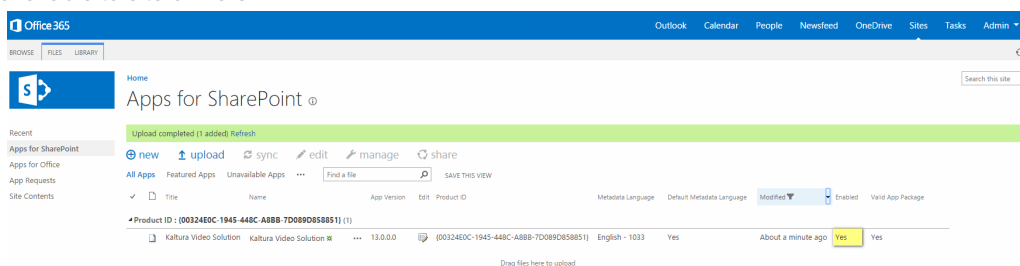 Office 365 Outlook Calendar People Newsfeed OneDrive Sites Tasks Admin
BROWSE FILES LIBRARY
S
Home
Search this site
Apps for SharePoint
Recent
Upload completed (1 added) Refresh
Apps for SharePoint
new upload sync edit manage share
Apps for Office
All Apps Featured Apps Unavailable Apps ••• Find a file SAVE THIS VIEW
App Requests
Site Contents
Title Name App Version Edit Product ID Metadata Language Default Metadata Language Modified Enabled Valid App Package
Product ID : {00324E0C-1945-448C-A8BB-7D089D858851} (1)
Kaltura Video Solution Kaltura Video Solution ••• 13.0.0.0 {00324E0C-1945-448C-A8BB-7D089D858851} English - 1033 Yes About a minute ago Yes Yes
Drag files here to upload